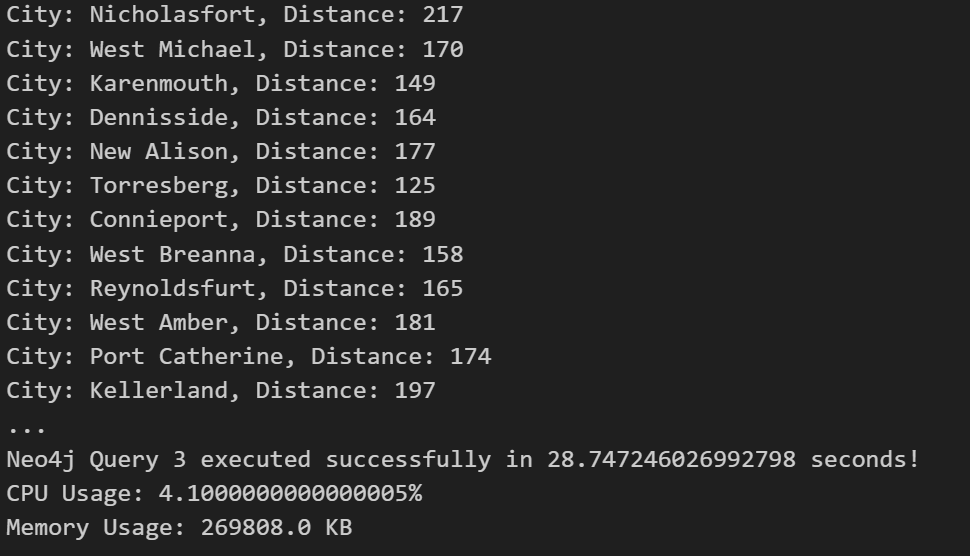 City: Nicholasfort, Distance: 217
City: West Michael, Distance: 170
City: Karenmouth, Distance: 149
City: Dennisside, Distance: 164
City: New Alison, Distance: 177
City: Torresberg, Distance: 125
City: Connieport, Distance: 189
City: West Breanna, Distance: 158
City: Reynoldsfurt, Distance: 165
City: West Amber, Distance: 181
City: Port Catherine, Distance: 174
City: Kellerland, Distance: 197
...
Neo4j Query 3 executed successfully in 28.747246026992798 seconds!
CPU Usage: 4.1000000000000005%
Memory Usage: 269808.0 KB